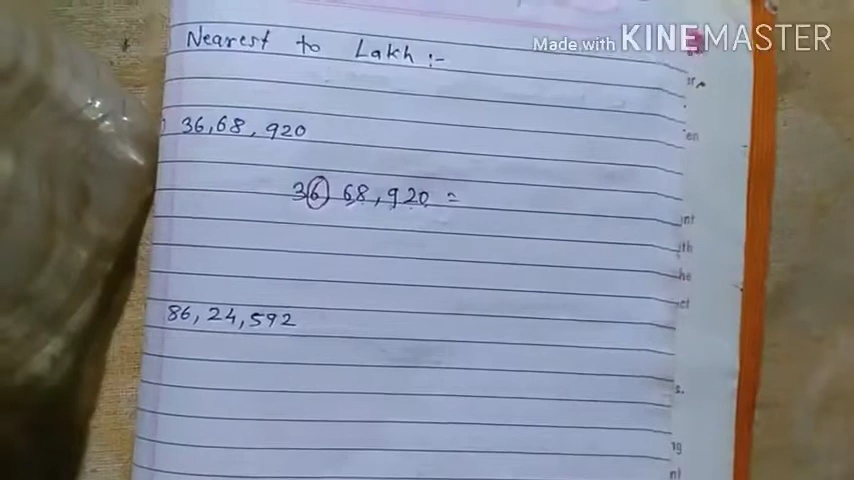 Made with KINEMASTER
Nearest to Lakh :-
36,68,920
36 68,920 =
86,24,592